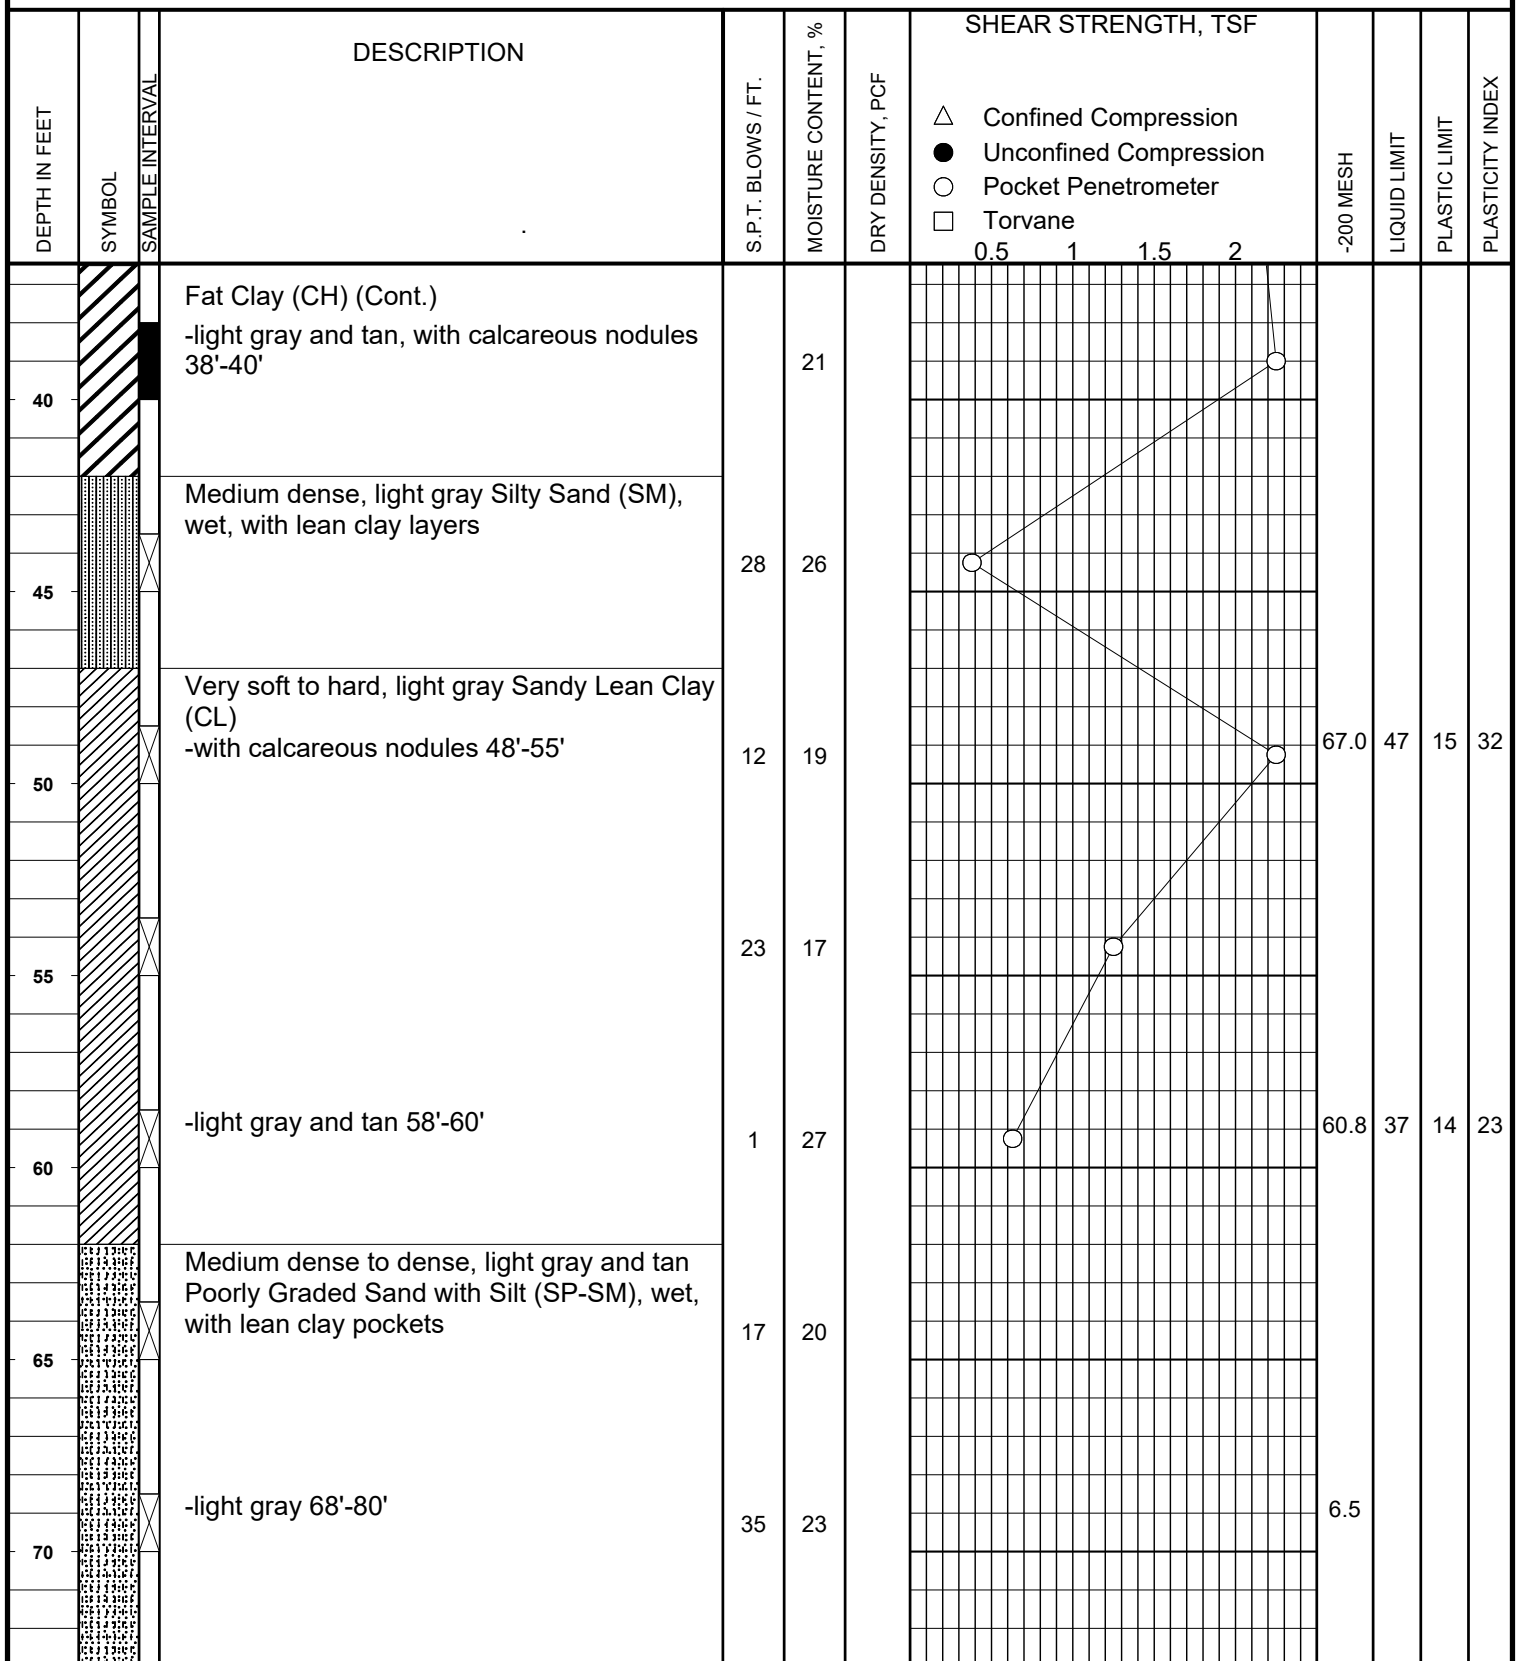 DEPTH IN FEET
SYMBOL
SAMPLE INTERVAL
DESCRIPTION
.
S.P.T. BLOWS / FT.
MOISTURE CONTENT, %
DRY DENSITY, PCF
SHEAR STRENGTH, TSF
Confined Compression
Unconfined Compression
Pocket Penetrometer
Torvane
0.5 1 1.5 2
-200 MESH
LIQUID LIMIT
PLASTIC LIMIT
PLASTICITY INDEX
Fat Clay (CH) (Cont.)
-light gray and tan, with calcareous nodules
38'-40'
21
40
Medium dense, light gray Silty Sand (SM),
wet, with lean clay layers
28 26
45
Very soft to hard, light gray Sandy Lean Clay
(CL)
-with calcareous nodules 48'-55'
12 19 67.0 47 15 32
50
23 17
55
-light gray and tan 58'-60'
1 27 60.8 37 14 23
60
Medium dense to dense, light gray and tan
Poorly Graded Sand with Silt (SP-SM), wet,
with lean clay pockets
17 20
65
-light gray 68'-80'
35 23 6.5
70